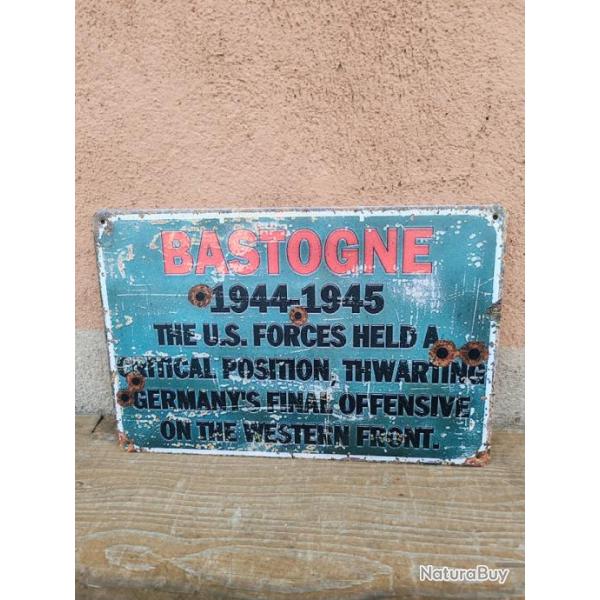 BASTOGNE
1944-1945
THE U.S. FORCES HELD A
CRITICAL POSITION, THWARTING
GERMANY'S FINAL OFFENSIVE
ON THE WESTERN FRONT.
NaturaBuy